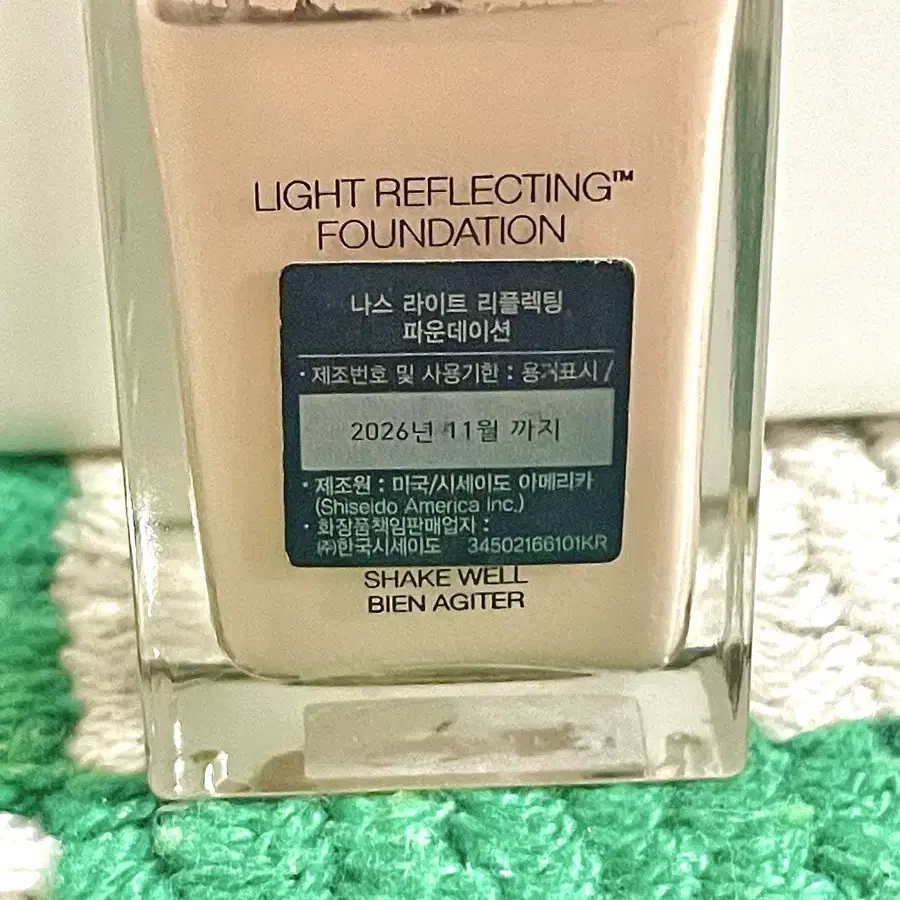 LIGHT REFLECTING™
FOUNDATION
나스 라이트 리플렉팅
파운데이션
· 제조번호 및 사용기한 : 용기표시 /
2026년 11월 까지
· 제조원 : 미국/시세이도 아메리카
(Shiseido America Inc.)
· 화장품책임판매업자 :
㈜한국시세이도 34502166101KR
SHAKE WELL
BIEN AGITER